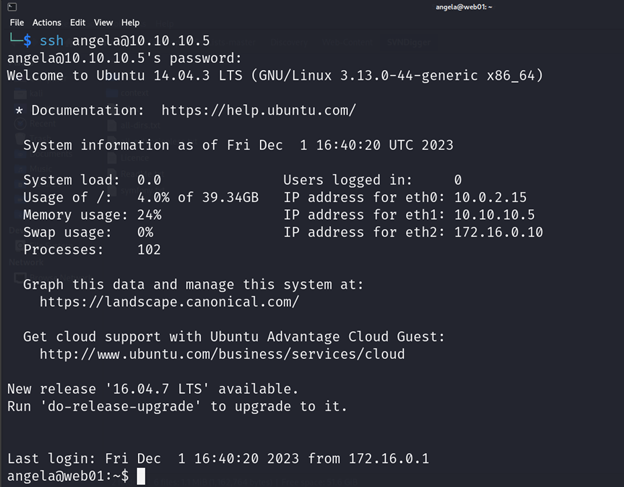 angela@web01: ~
File Actions Edit View Help
└─$ ssh angela@10.10.10.5
angela@10.10.10.5's password:
Welcome to Ubuntu 14.04.3 LTS (GNU/Linux 3.13.0-44-generic x86_64)
* Documentation: https://help.ubuntu.com/
System information as of Fri Dec 1 16:40:20 UTC 2023
System load: 0.0 Users logged in: 0
Usage of /: 4.0% of 39.34GB IP address for eth0: 10.0.2.15
Memory usage: 24% IP address for eth1: 10.10.10.5
Swap usage: 0% IP address for eth2: 172.16.0.10
Processes: 102
Graph this data and manage this system at:
https://landscape.canonical.com/
Get cloud support with Ubuntu Advantage Cloud Guest:
http://www.ubuntu.com/business/services/cloud
New release '16.04.7 LTS' available.
Run 'do-release-upgrade' to upgrade to it.
Last login: Fri Dec 1 16:40:20 2023 from 172.16.0.1
angela@web01:~$